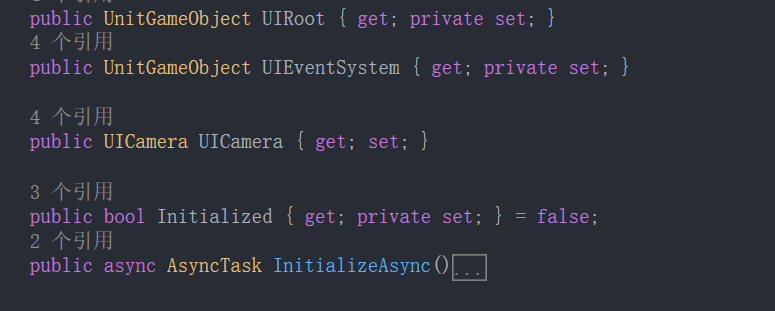 public UnitGameObject UIRoot { get; private set; }
4 个引用
public UnitGameObject UIEventSystem { get; private set; }
4 个引用
public UICamera UICamera { get; set; }
3 个引用
public bool Initialized { get; private set; } = false;
2 个引用
public async AsyncTask InitializeAsync()...